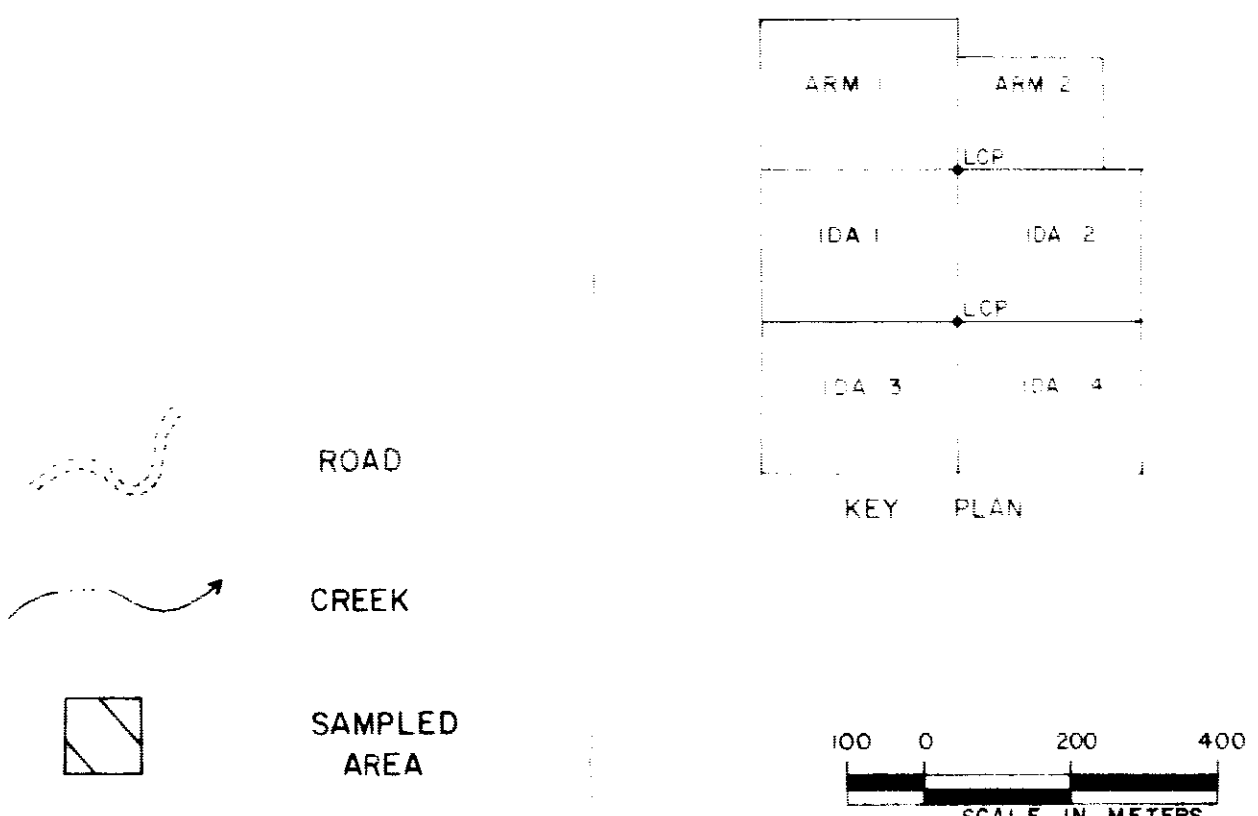 ARM 1 ARM 2
LCP
IDA 1 IDA 2
LCP
IDA 3 IDA 4
KEY PLAN
ROAD
CREEK
SAMPLED
AREA
100 0 200 400
SCALE IN METERS